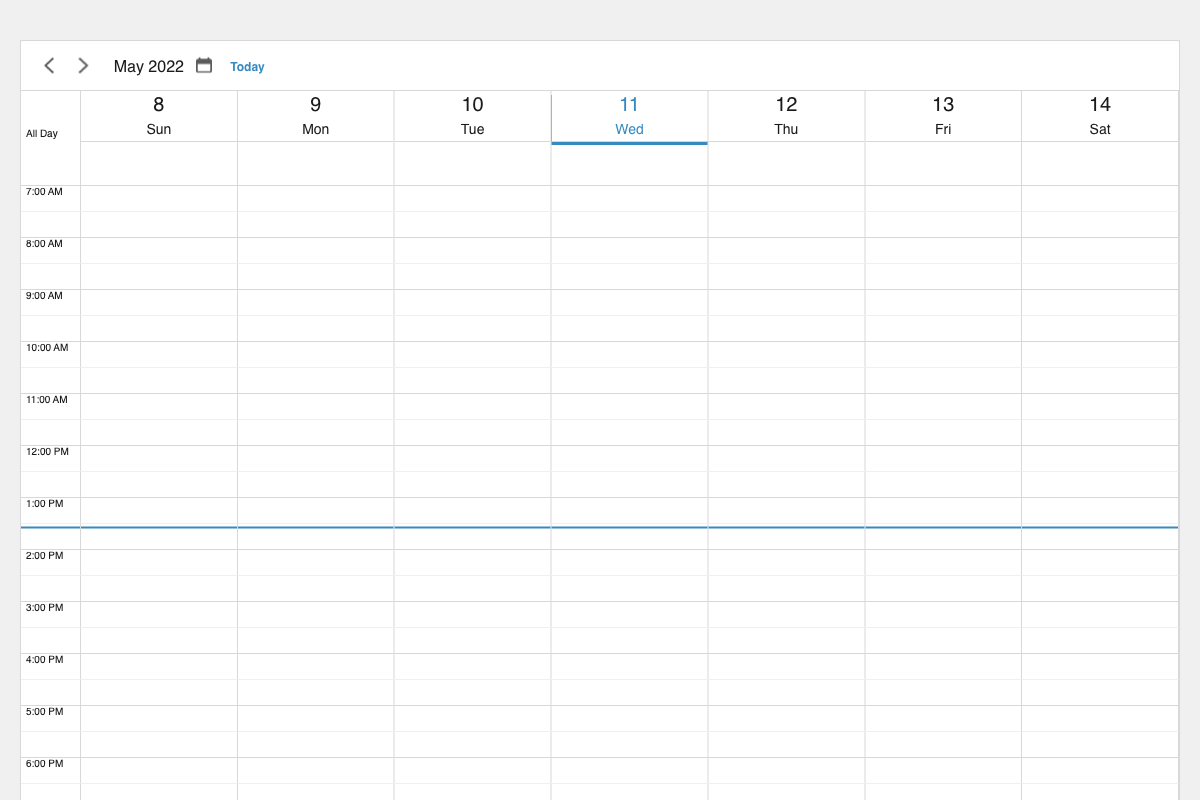 May 2022 Today
8 9 10 11 12 13 14
All Day Sun Mon Tue Wed Thu Fri Sat
7:00 AM
8:00 AM
9:00 AM
10:00 AM
11:00 AM
12:00 PM
1:00 PM
2:00 PM
3:00 PM
4:00 PM
5:00 PM
6:00 PM